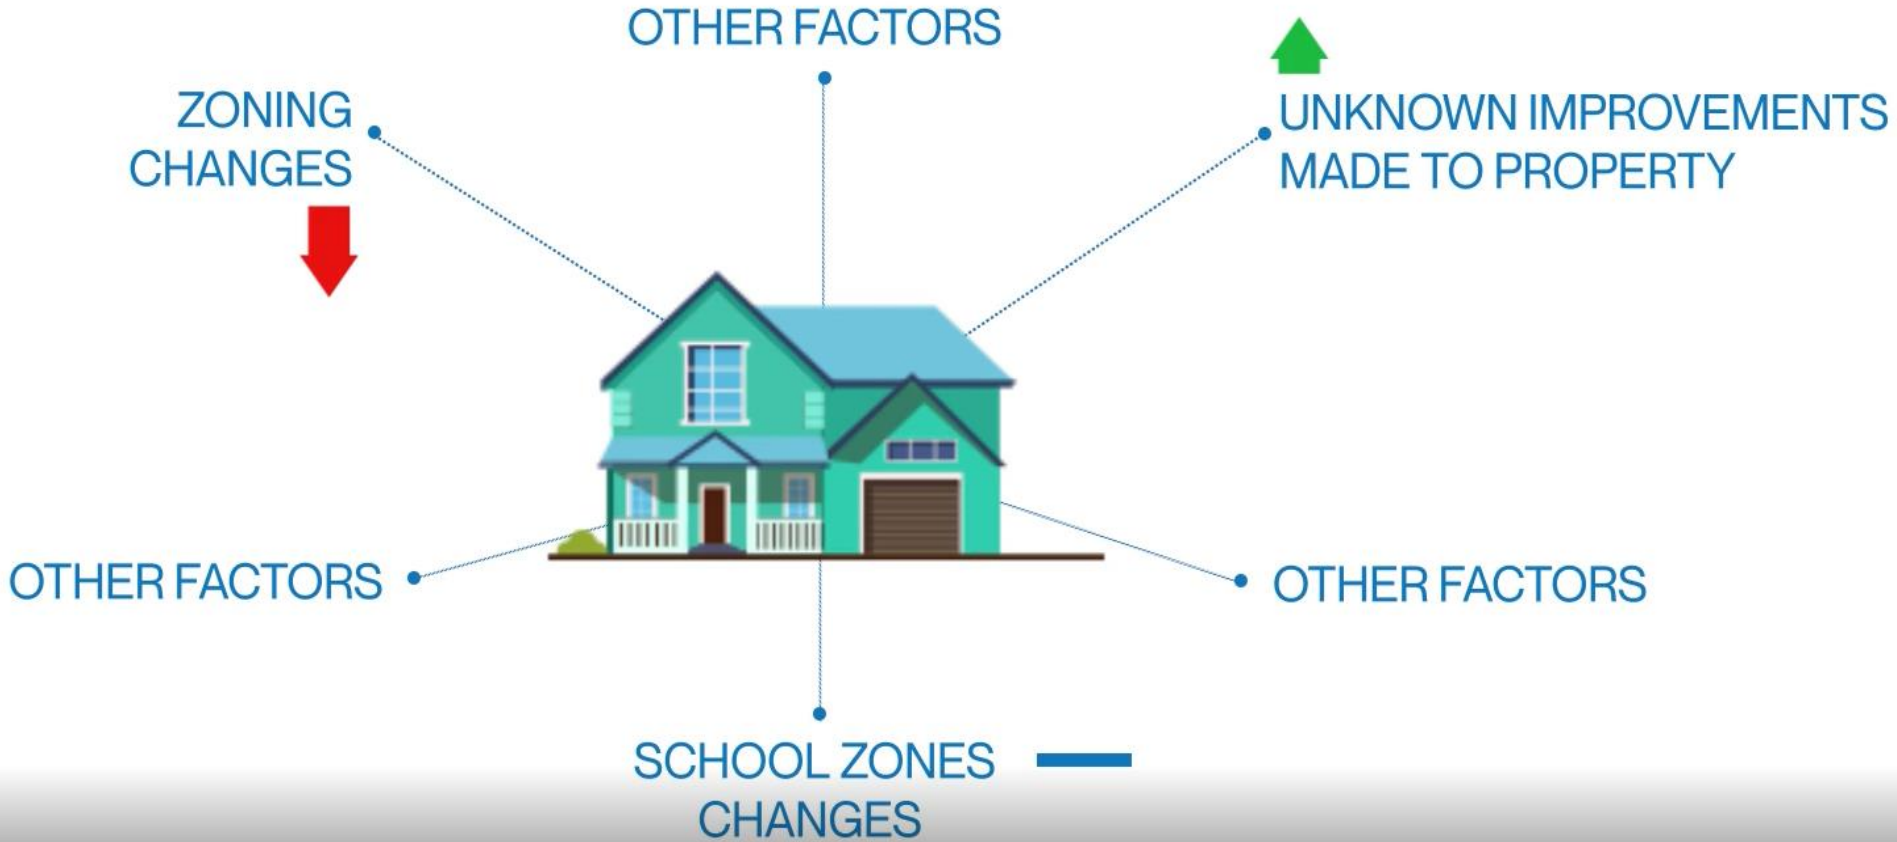 OTHER FACTORS
ZONING
CHANGES
UNKNOWN IMPROVEMENTS
MADE TO PROPERTY
OTHER FACTORS
OTHER FACTORS
SCHOOL ZONES
CHANGES